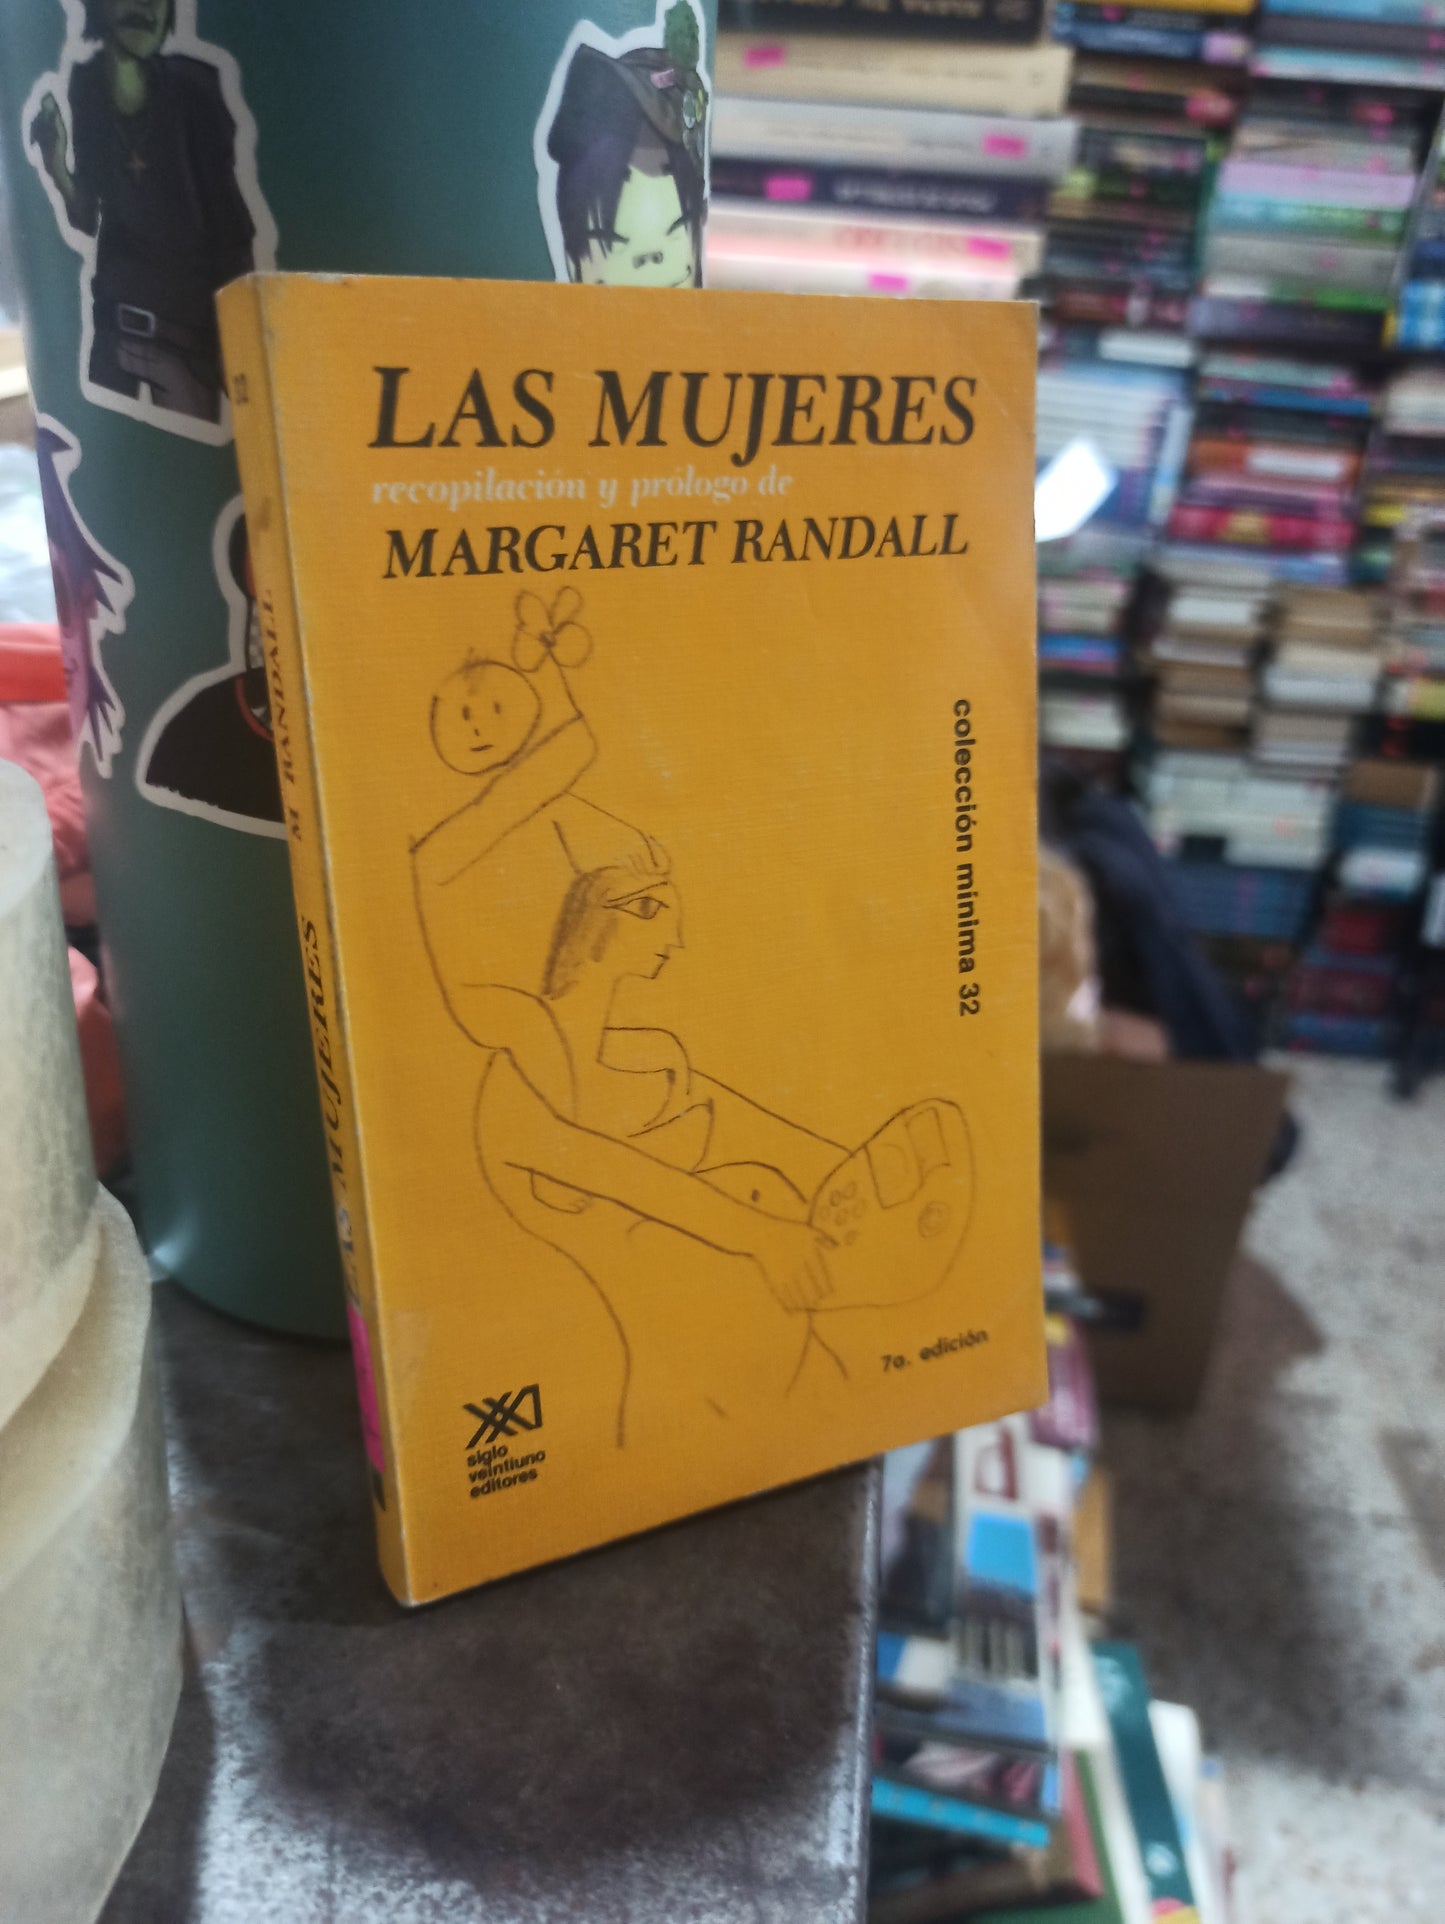 LAS MUJERES
recopilación y prólogo de
MARGARET RANDALL
colección mínima 32
7a. edición
siglo
veintiuno
editores
M RANDALL
LAS MUJERES